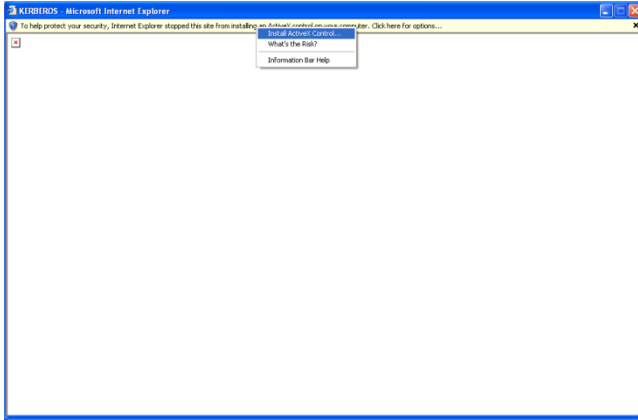 KERBEROS - Microsoft Internet Explorer
To help protect your security, Internet Explorer stopped this site from installing an ActiveX control on your computer. Click here for options...
Install ActiveX Control...
What's the Risk?
Information Bar Help